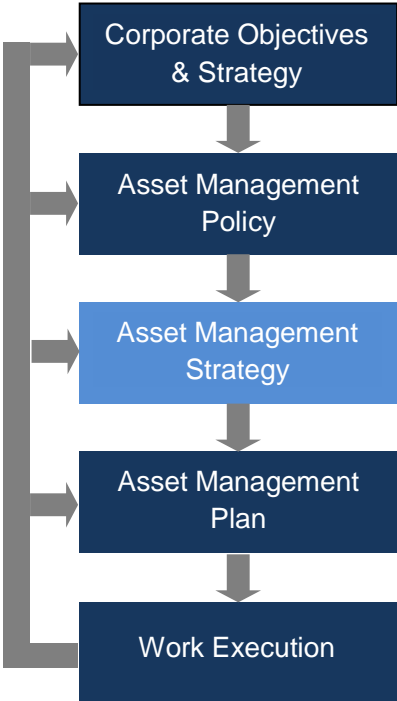 Corporate Objectives
& Strategy
Asset Management
Policy
Asset Management
Strategy
Asset Management
Plan
Work Execution